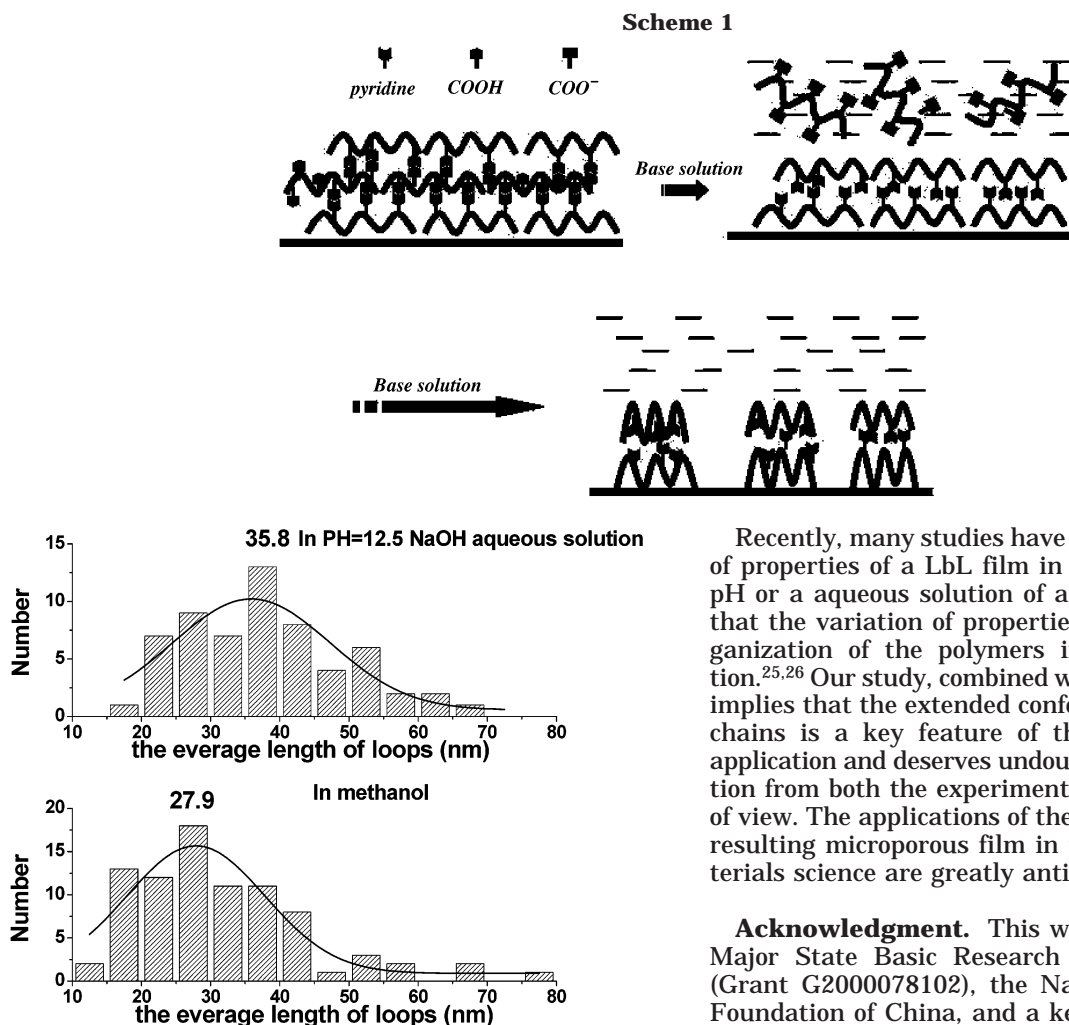 Scheme 1
pyridine COOH COO⁻
Base solution
Base solution
35.8 In PH=12.5 NaOH aqueous solution
15
10
5
0
Number
10 20 30 40 50 60 70 80
the everage length of loops (nm)
27.9 In methanol
20
15
10
5
0
Number
10 20 30 40 50 60 70 80
the everage length of loops (nm)
Recently, many studies have
of properties of a LbL film in
pH or a aqueous solution of a
that the variation of propertie
ganization of the polymers i
tion.²⁵,²⁶ Our study, combined w
implies that the extended confo
chains is a key feature of th
application and deserves undou
tion from both the experiment
of view. The applications of the
resulting microporous film in
terials science are greatly anti
Acknowledgment. This w
Major State Basic Research
(Grant G2000078102), the Na
Foundation of China, and a ke